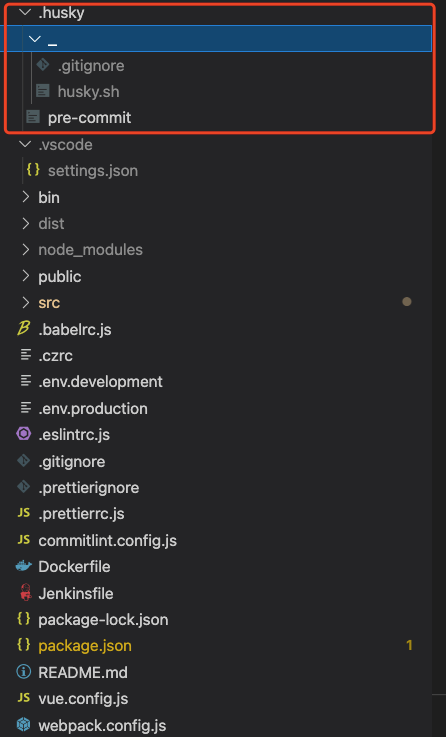 .husky
_
.gitignore
husky.sh
pre-commit
.vscode
{} settings.json
bin
dist
node_modules
public
src
.babelrc.js
.czrc
.env.development
.env.production
.eslintrc.js
.gitignore
.prettierignore
JS .prettierrc.js
JS commitlint.config.js
Dockerfile
Jenkinsfile
{} package-lock.json
{} package.json 1
README.md
JS vue.config.js
webpack.config.js